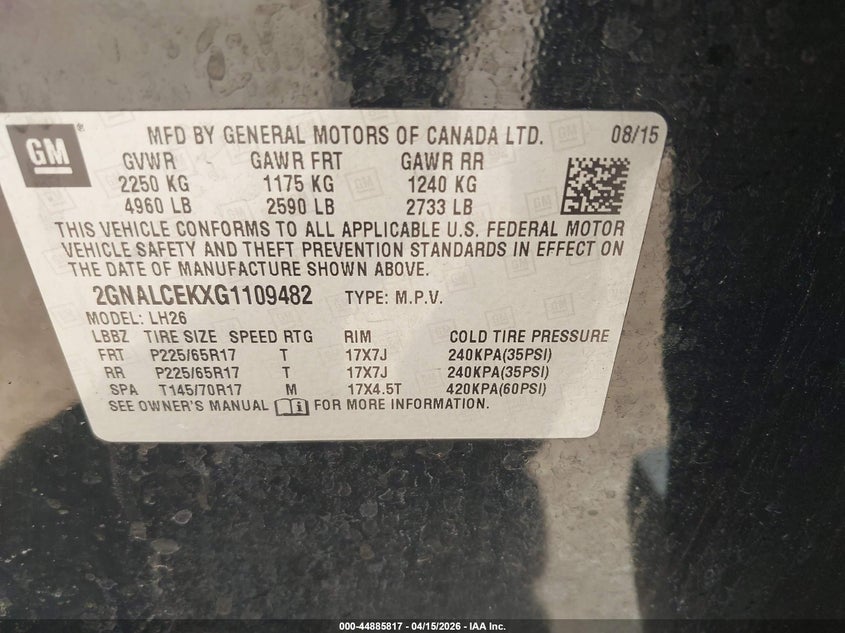 GM ® MFD BY GENERAL MOTORS OF CANADA LTD. 08/15
GVWR GAWR FRT GAWR RR
2250 KG 1175 KG 1240 KG
4960 LB 2590 LB 2733 LB
THIS VEHICLE CONFORMS TO ALL APPLICABLE U.S. FEDERAL MOTOR
VEHICLE SAFETY AND THEFT PREVENTION STANDARDS IN EFFECT ON
THE DATE OF MANUFACTURE SHOWN ABOVE.
2GNALCEKXG1109482 TYPE: M.P.V.
MODEL: LH26
LBBZ TIRE SIZE SPEED RTG RIM COLD TIRE PRESSURE
FRT P225/65R17 T 17X7J 240KPA(35PSI)
RR P225/65R17 T 17X7J 240KPA(35PSI)
SPA T145/70R17 M 17X4.5T 420KPA(60PSI)
SEE OWNER'S MANUAL FOR MORE INFORMATION.
000-44885817 - 04/15/2026 - IAA Inc.